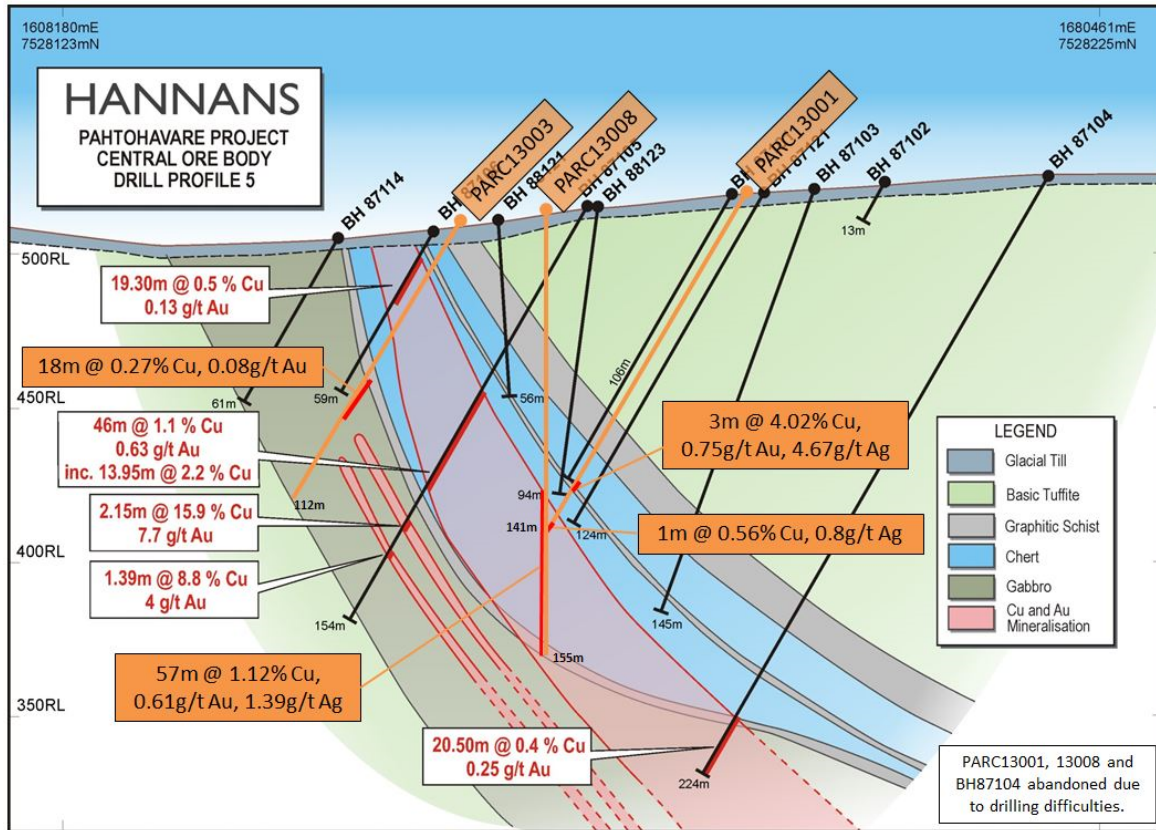 1608180mE
7528123mN
1680461mE
7528225mN
HANNANS
PAHTOHAVARE PROJECT
CENTRAL ORE BODY
DRILL PROFILE 5
BH 87114
PARC13003
BH 88121
PARC13008
BH 87105
BH 88123
BH
PARC13001
BH 87121
BH 87103
BH 87102
BH 87104
13m
500RL
19.30m @ 0.5 % Cu
0.13 g/t Au
18m @ 0.27% Cu, 0.08g/t Au
450RL
61m
59m
56m
106m
46m @ 1.1 % Cu
0.63 g/t Au
inc. 13.95m @ 2.2 % Cu
3m @ 4.02% Cu,
0.75g/t Au, 4.67g/t Ag
112m
94m
141m
124m
1m @ 0.56% Cu, 0.8g/t Ag
2.15m @ 15.9 % Cu
7.7 g/t Au
400RL
1.39m @ 8.8 % Cu
4 g/t Au
154m
145m
155m
57m @ 1.12% Cu,
0.61g/t Au, 1.39g/t Ag
350RL
20.50m @ 0.4 % Cu
0.25 g/t Au
224m
LEGEND
Glacial Till
Basic Tuffite
Graphitic Schist
Chert
Gabbro
Cu and Au
Mineralisation
PARC13001, 13008 and
BH87104 abandoned due
to drilling difficulties.